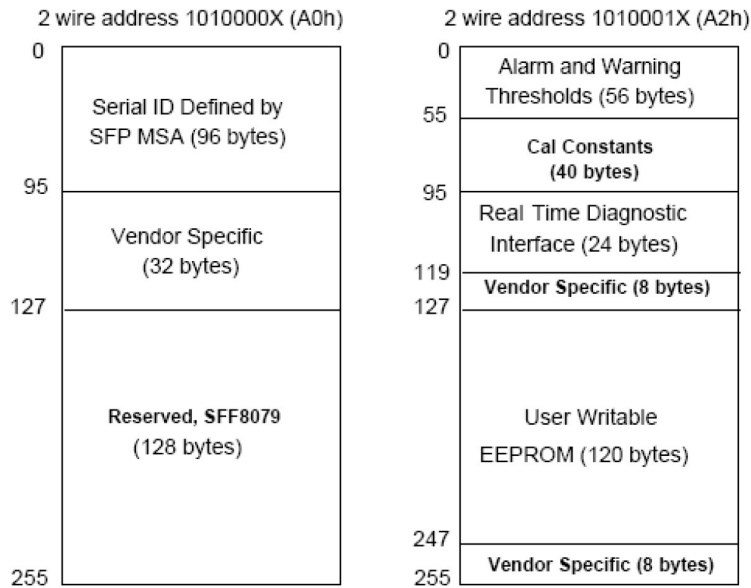 2 wire address 1010000X (A0h)
0
Serial ID Defined by
SFP MSA (96 bytes)
95
Vendor Specific
(32 bytes)
127
Reserved, SFF8079
(128 bytes)
255
2 wire address 1010001X (A2h)
0
Alarm and Warning
Thresholds (56 bytes)
55
Cal Constants
(40 bytes)
95
Real Time Diagnostic
Interface (24 bytes)
119
Vendor Specific (8 bytes)
127
User Writable
EEPROM (120 bytes)
247
Vendor Specific (8 bytes)
255